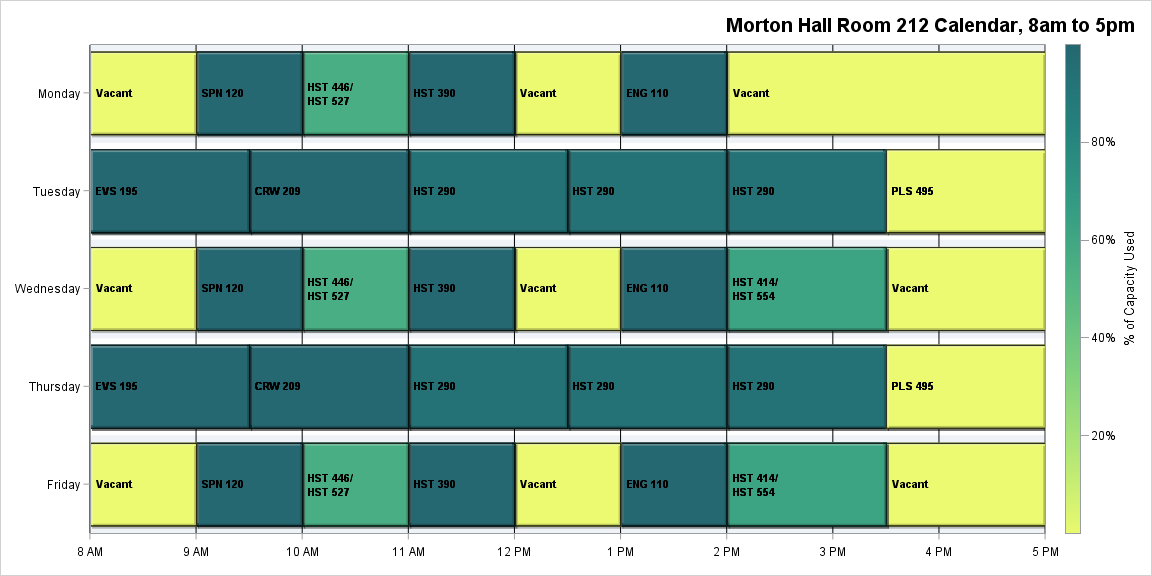 Morton Hall Room 212 Calendar, 8am to 5pm
Monday
Vacant
SPN 120
HST 446/
HST 527
HST 390
Vacant
ENG 110
Vacant
Tuesday
EVS 195
CRW 209
HST 290
HST 290
HST 290
PLS 495
Wednesday
Vacant
SPN 120
HST 446/
HST 527
HST 390
Vacant
ENG 110
HST 414/
HST 554
Vacant
Thursday
EVS 195
CRW 209
HST 290
HST 290
HST 290
PLS 495
Friday
Vacant
SPN 120
HST 446/
HST 527
HST 390
Vacant
ENG 110
HST 414/
HST 554
Vacant
8 AM
9 AM
10 AM
11 AM
12 PM
1 PM
2 PM
3 PM
4 PM
5 PM
80%
60%
40%
20%
% of Capacity Used